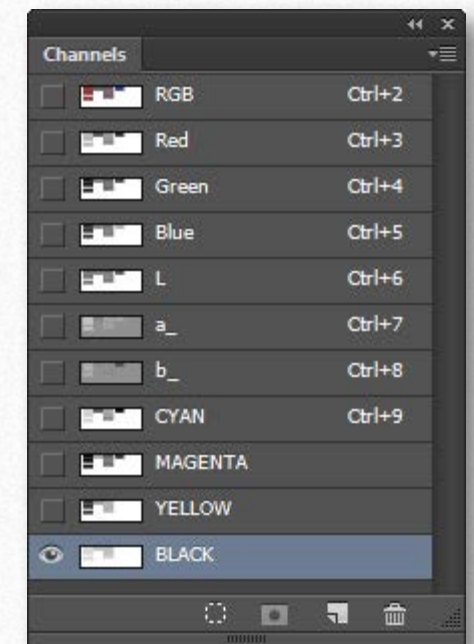 Channels
RGB Ctrl+2
Red Ctrl+3
Green Ctrl+4
Blue Ctrl+5
L Ctrl+6
a_ Ctrl+7
b_ Ctrl+8
CYAN Ctrl+9
MAGENTA
YELLOW
BLACK